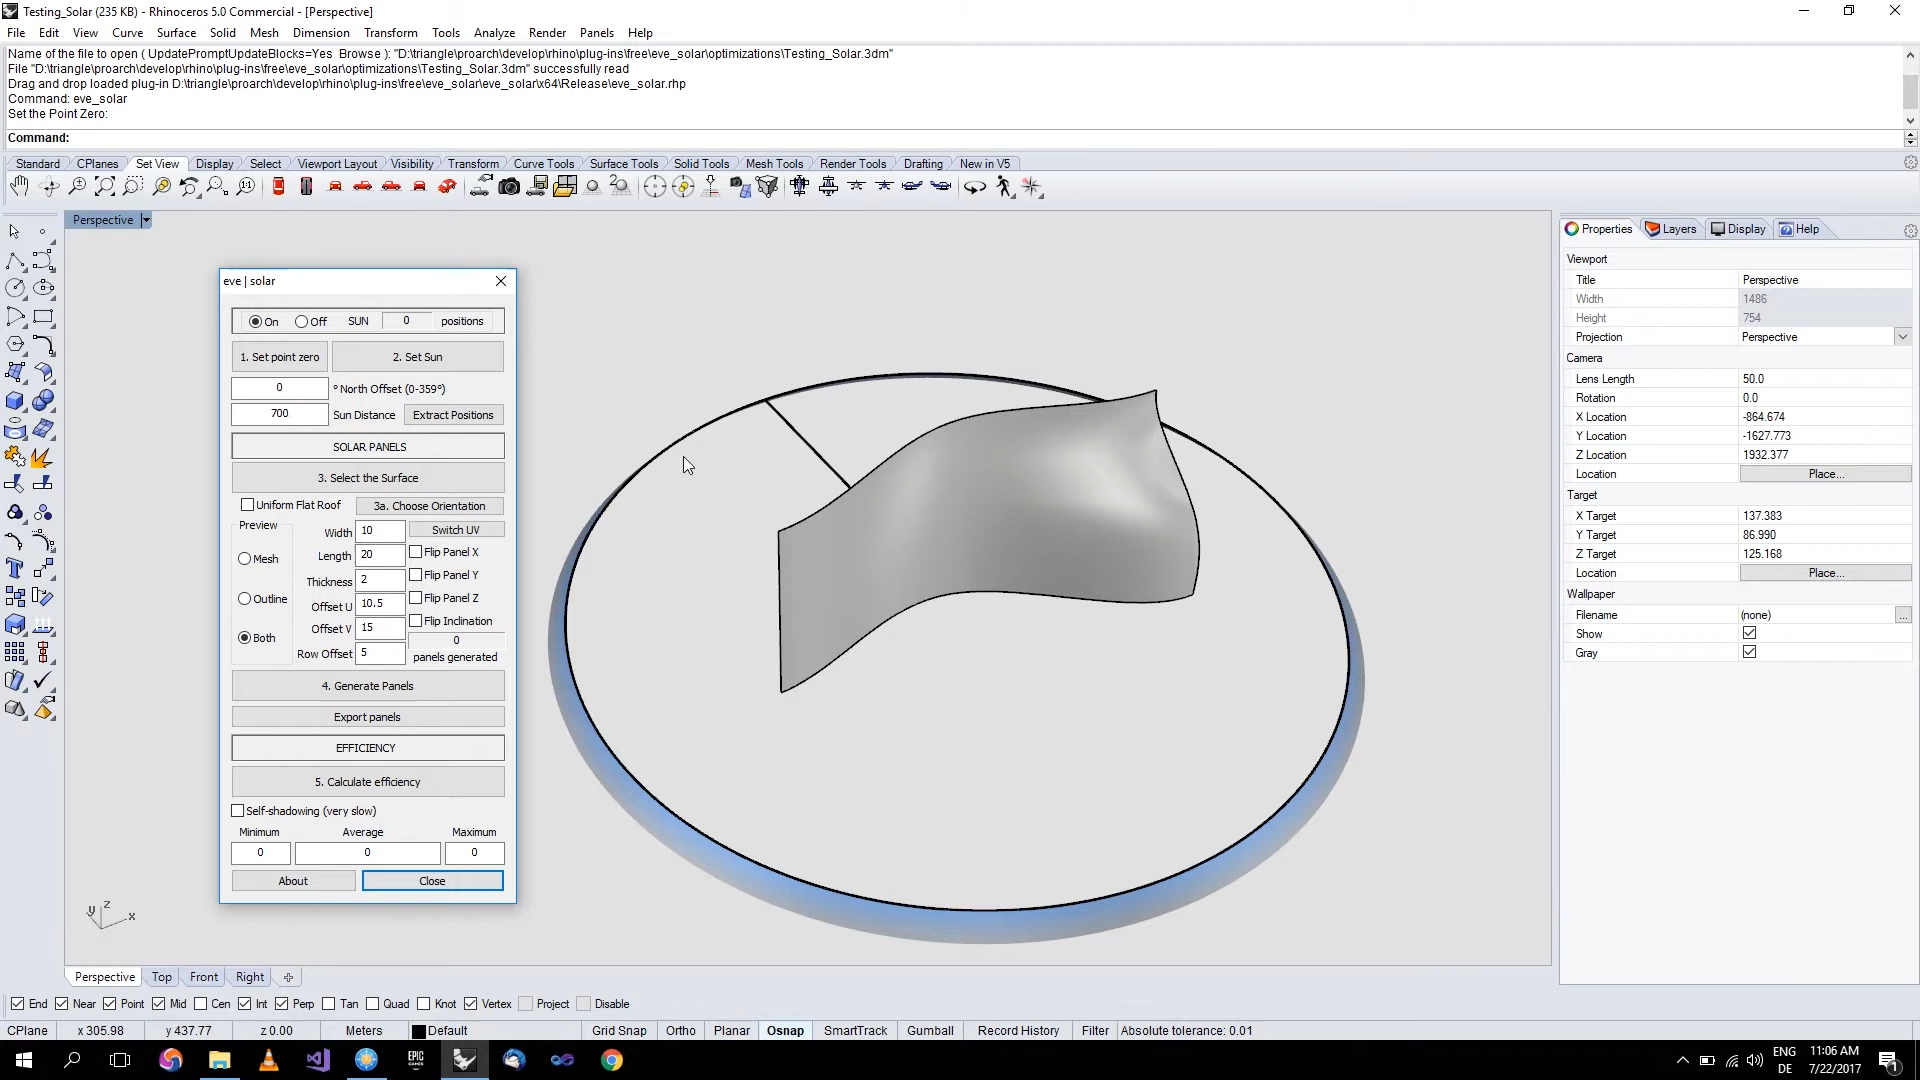 Testing_Solar (235 KB) - Rhinoceros 5.0 Commercial - [Perspective]
File Edit View Curve Surface Solid Mesh Dimension Transform Tools Analyze Render Panels Help
Name of the file to open ( UpdatePromptUpdateBlocks=Yes Browse ): "D:\triangle\proarch\develop\rhino\plug-ins\free\eve_solar\optimizations\Testing_Solar.3dm"
File "D:\triangle\proarch\develop\rhino\plug-ins\free\eve_solar\optimizations\Testing_Solar.3dm" successfully read
Drag and drop loaded plug-in D:\triangle\proarch\develop\rhino\plug-ins\free\eve_solar\eve_solar\x64\Release\eve_solar.rhp
Command: eve_solar
Set the Point Zero:
Command:
Standard CPlanes Set View Display Select Viewport Layout Visibility Transform Curve Tools Surface Tools Solid Tools Mesh Tools Render Tools Drafting New in V5
Perspective
eve | solar
On Off SUN 0 positions
1. Set point zero 2. Set Sun
0 º North Offset (0-359º)
700 Sun Distance Extract Positions
SOLAR PANELS
3. Select the Surface
Uniform Flat Roof 3a. Choose Orientation
Preview
Width 10 Switch UV
Mesh Length 20 Flip Panel X
Thickness 2 Flip Panel Y
Outline Offset U 10.5 Flip Panel Z
Offset V 15 Flip Inclination
Both 0
Row Offset 5 panels generated
4. Generate Panels
Export panels
EFFICIENCY
5. Calculate efficiency
Self-shadowing (very slow)
Minimum Average Maximum
0 0 0
About Close
y z x
Properties Layers Display Help
Viewport
Title Perspective
Width 1486
Height 754
Projection Perspective
Camera
Lens Length 50.0
Rotation 0.0
X Location -864.674
Y Location -1627.773
Z Location 1932.377
Location Place...
Target
X Target 137.383
Y Target 86.990
Z Target 125.168
Location Place...
Wallpaper
Filename (none) ...
Show
Gray
Perspective Top Front Right
End Near Point Mid Cen Int Perp Tan Quad Knot Vertex Project Disable
CPlane x 305.98 y 437.77 z 0.00 Meters Default Grid Snap Ortho Planar Osnap SmartTrack Gumball Record History Filter Absolute tolerance: 0.01
EPIC GAMES
ENG 11:06 AM
DE 7/22/2017 1